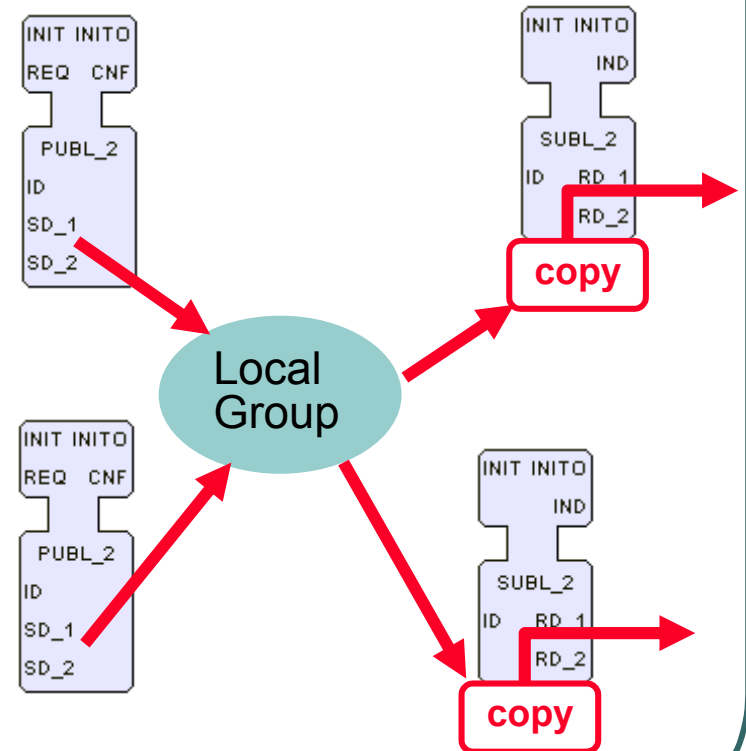 INIT INITO
REQ CNF
PUBL_2
ID
SD_1
SD_2
INIT INITO
IND
SUBL_2
ID RD_1
RD_2
copy
Local
Group
INIT INITO
REQ CNF
PUBL_2
ID
SD_1
SD_2
INIT INITO
IND
SUBL_2
ID RD_1
RD_2
copy